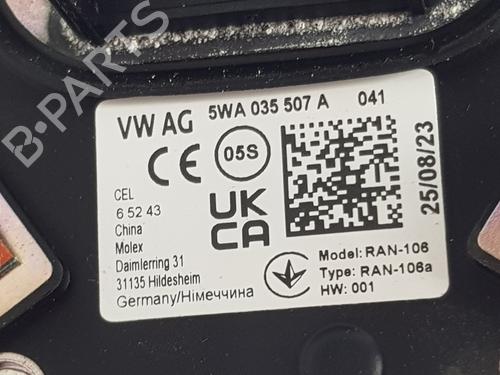 B-PARTS
VW AG 5WA 035 507 A 041
CE
05S
25/08/23
CEL
6 52 43
China
Molex
Daimlerring 31
31135 Hildesheim
Germany/Німеччина
UK
CA
Model: RAN-106
Type: RAN-106a
HW: 001